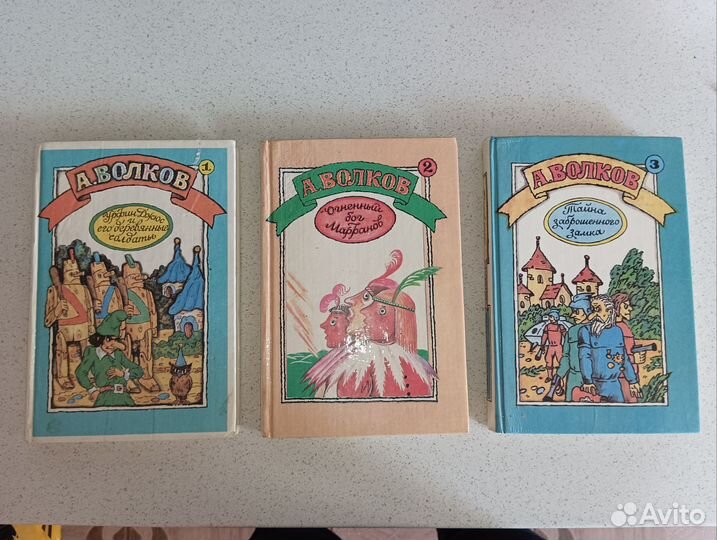 А.ВОЛКОВ
1
Урфин Джюс
и
его деревянные
солдаты
А.ВОЛКОВ
2
Огненный
бог
Марранов
А.ВОЛКОВ
3
Тайна
заброшенного
замка
Avito